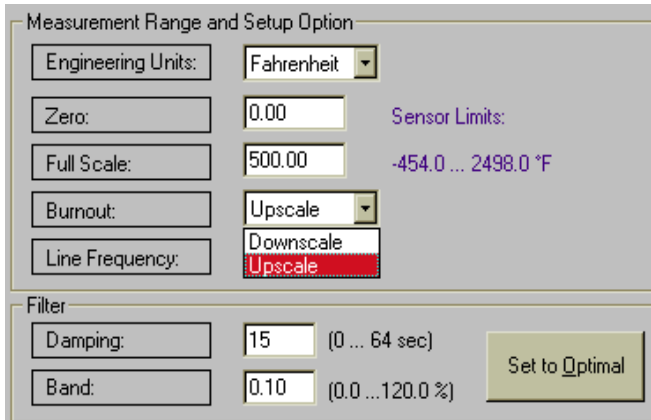 Measurement Range and Setup Option
Engineering Units: Fahrenheit
Zero: 0.00 Sensor Limits:
Full Scale: 500.00 -454.0 ... 2498.0 °F
Burnout: Upscale
Downscale
Line Frequency: Upscale
Filter
Damping: 15 (0 ... 64 sec)
Band: 0.10 (0.0 ...120.0 %)
Set to Optimal